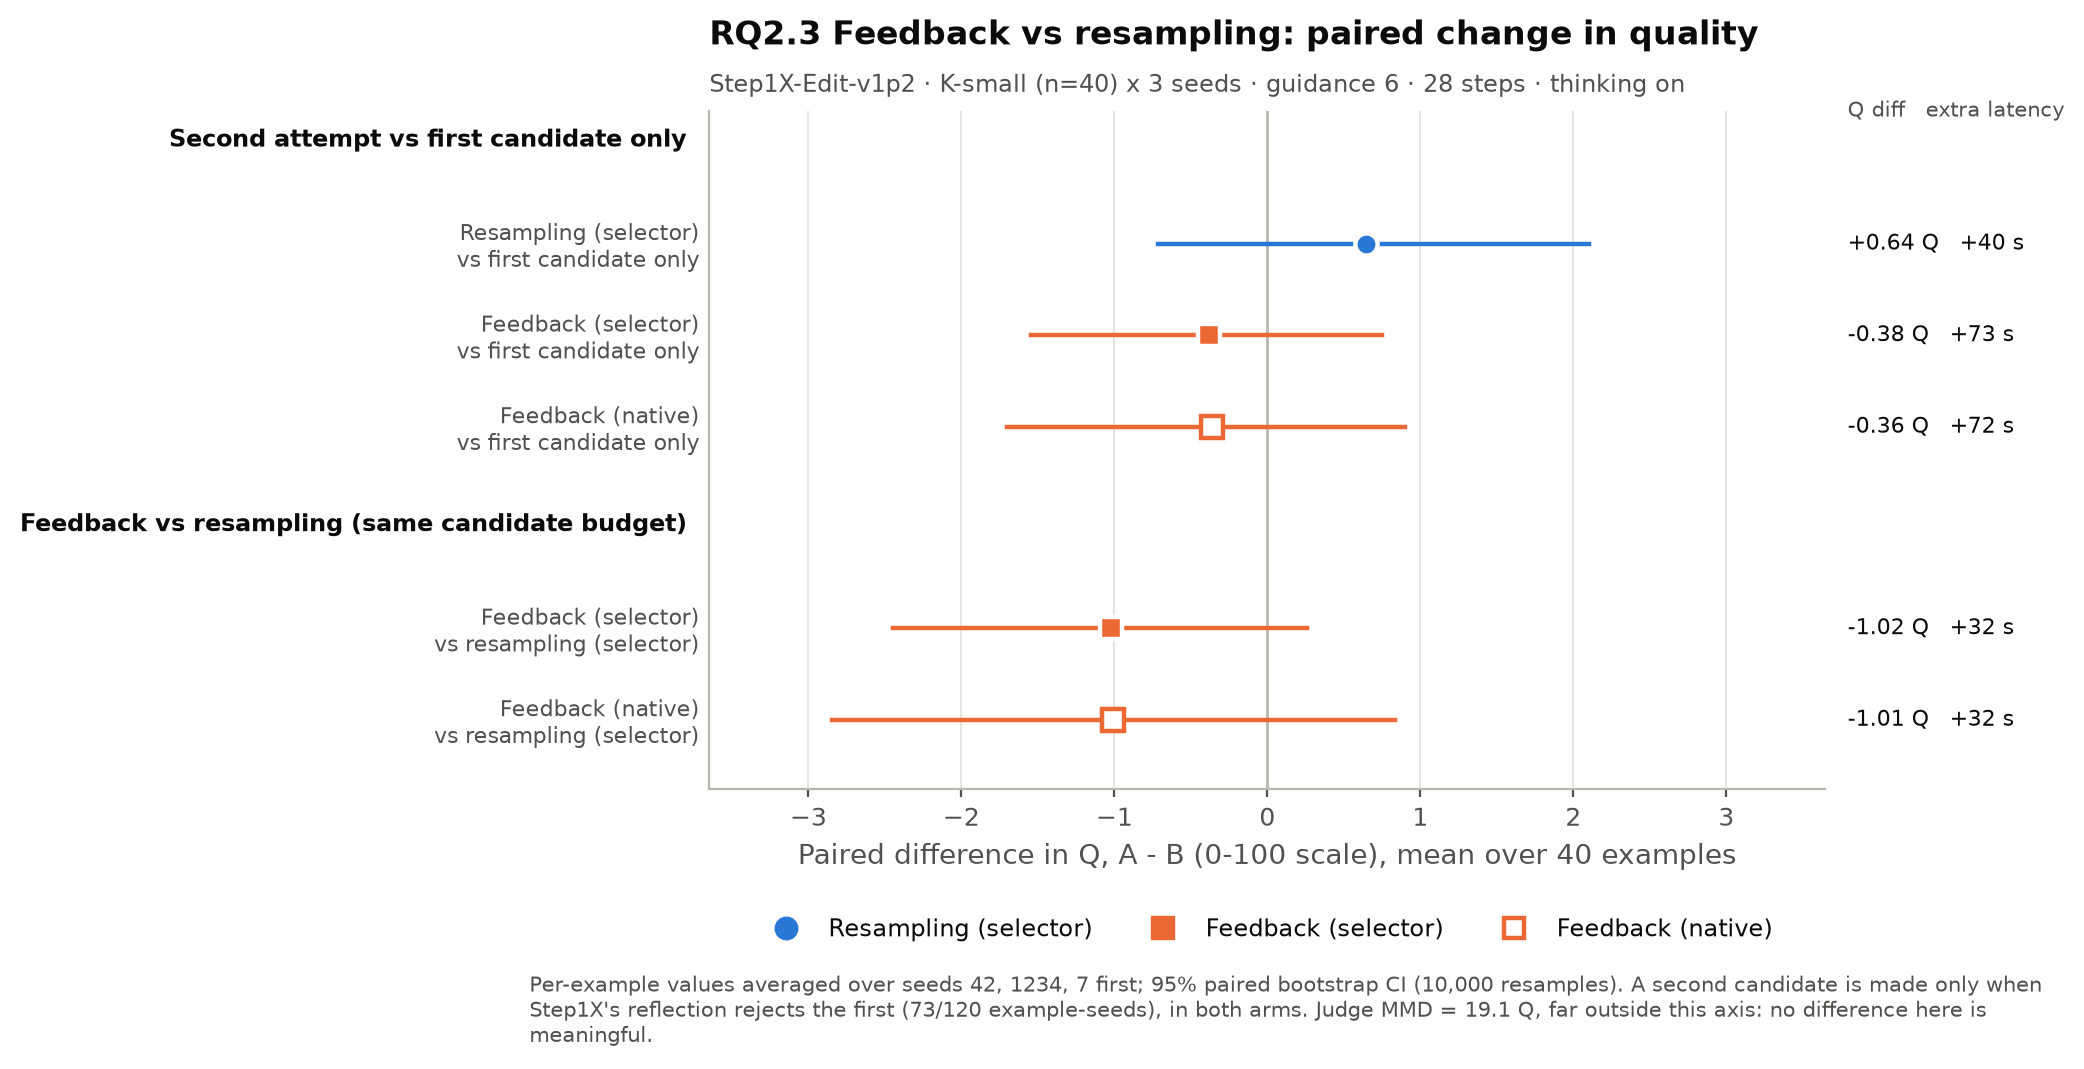 RQ2.3 Feedback vs resampling: paired change in quality
Step1X-Edit-v1p2 · K-small (n=40) x 3 seeds · guidance 6 · 28 steps · thinking on
Q diff extra latency
Second attempt vs first candidate only
Resampling (selector)
vs first candidate only
+0.64 Q +40 s
Feedback (selector)
vs first candidate only
-0.38 Q +73 s
Feedback (native)
vs first candidate only
-0.36 Q +72 s
Feedback vs resampling (same candidate budget)
Feedback (selector)
vs resampling (selector)
-1.02 Q +32 s
Feedback (native)
vs resampling (selector)
-1.01 Q +32 s
−3 −2 −1 0 1 2 3
Paired difference in Q, A - B (0-100 scale), mean over 40 examples
Resampling (selector) Feedback (selector) Feedback (native)
Per-example values averaged over seeds 42, 1234, 7 first; 95% paired bootstrap CI (10,000 resamples). A second candidate is made only when
Step1X's reflection rejects the first (73/120 example-seeds), in both arms. Judge MMD = 19.1 Q, far outside this axis: no difference here is
meaningful.